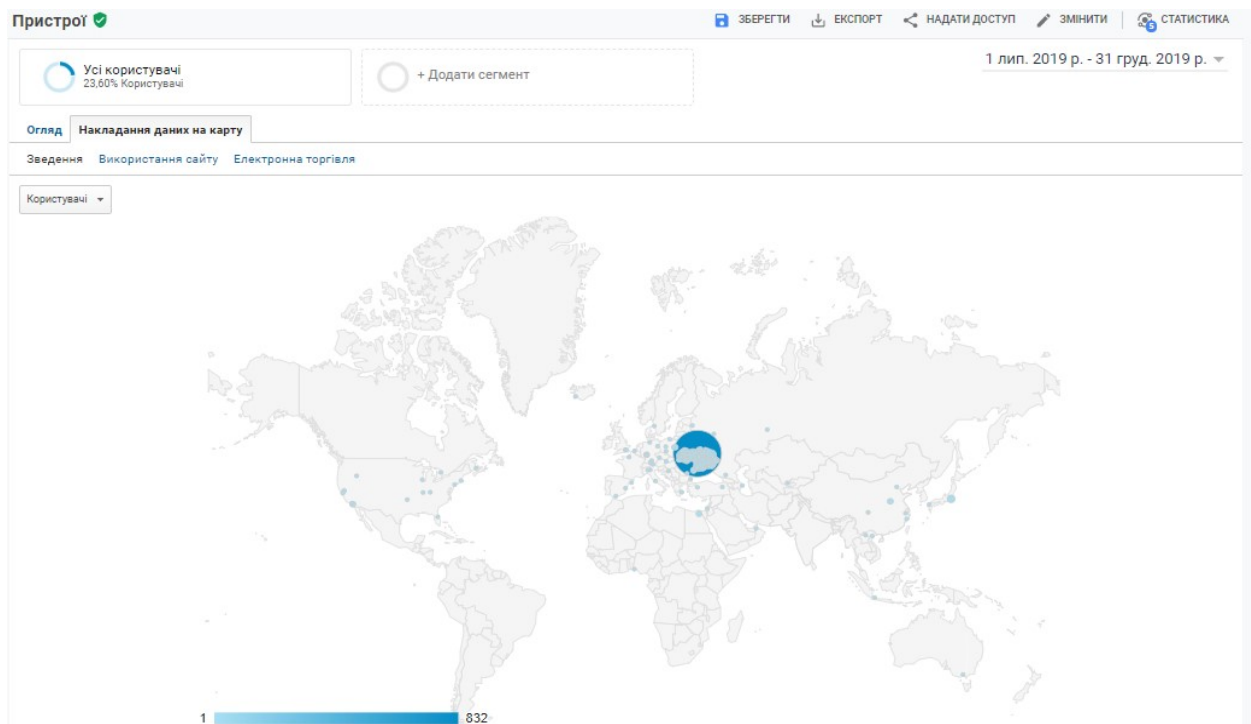 Пристрої
ЗБЕРЕГТИ ЕКСПОРТ НАДАТИ ДОСТУП ЗМІНИТИ 5 СТАТИСТИКА
Усі користувачі
23,60% Користувачі
+ Додати сегмент
1 лип. 2019 р. - 31 груд. 2019 р.
Огляд Накладання даних на карту
Зведення Використання сайту Електронна торгівля
Користувачі
1 832